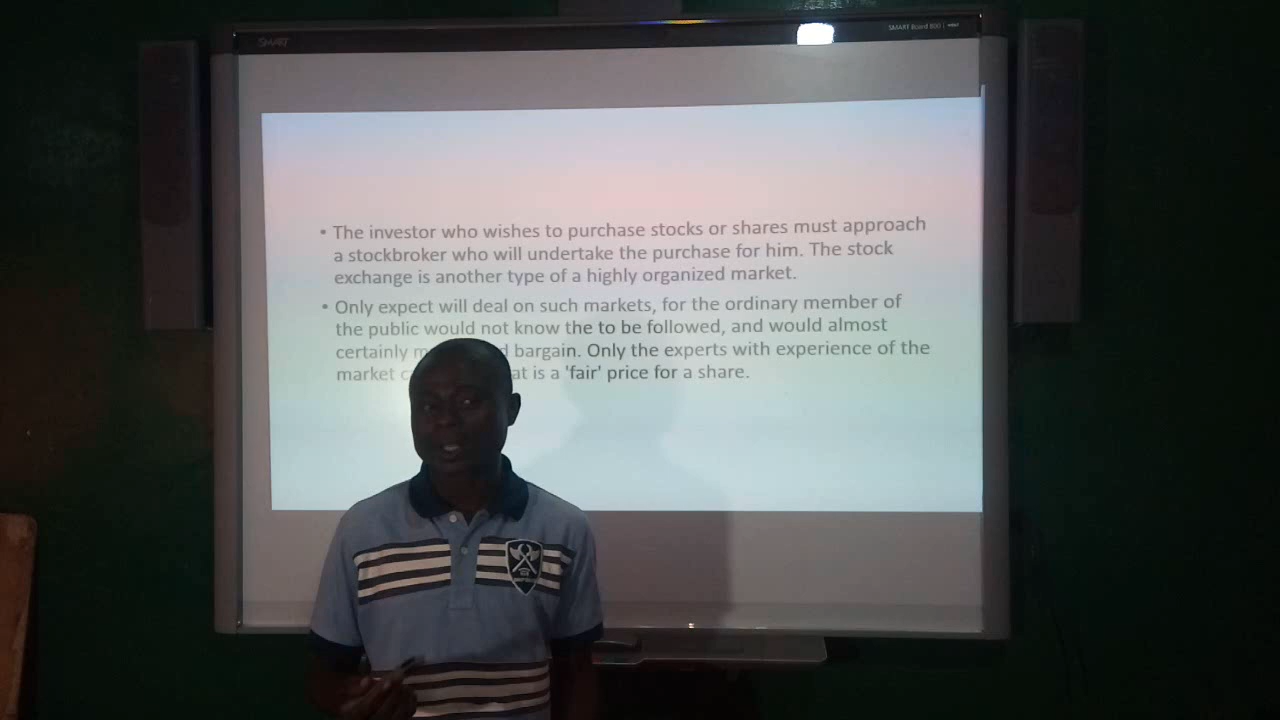 SMART
SMART Board 800
• The investor who wishes to purchase stocks or shares must approach
a stockbroker who will undertake the purchase for him. The stock
exchange is another type of a highly organized market.
• Only expect will deal on such markets, for the ordinary member of
the public would not know the to be followed, and would almost
certainly bargain. Only the experts with experience of the
market is a 'fair' price for a share.